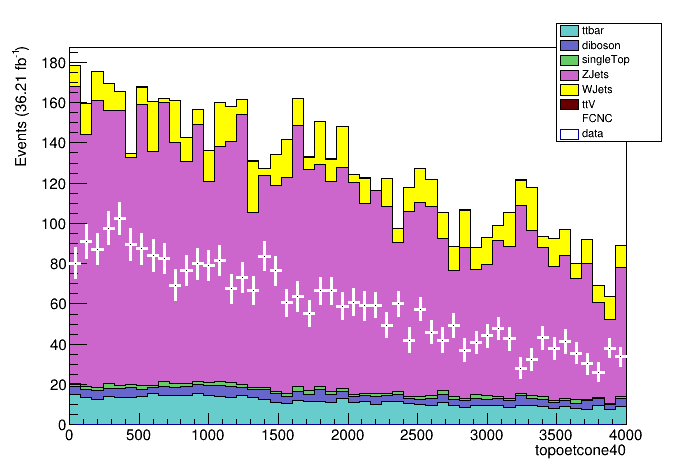 ttbar
diboson
singleTop
ZJets
WJets
ttV
FCNC
data
Events (36.21 fb⁻¹)
180
160
140
120
100
80
60
40
20
0
0 500 1000 1500 2000 2500 3000 3500 4000
topoetcone40